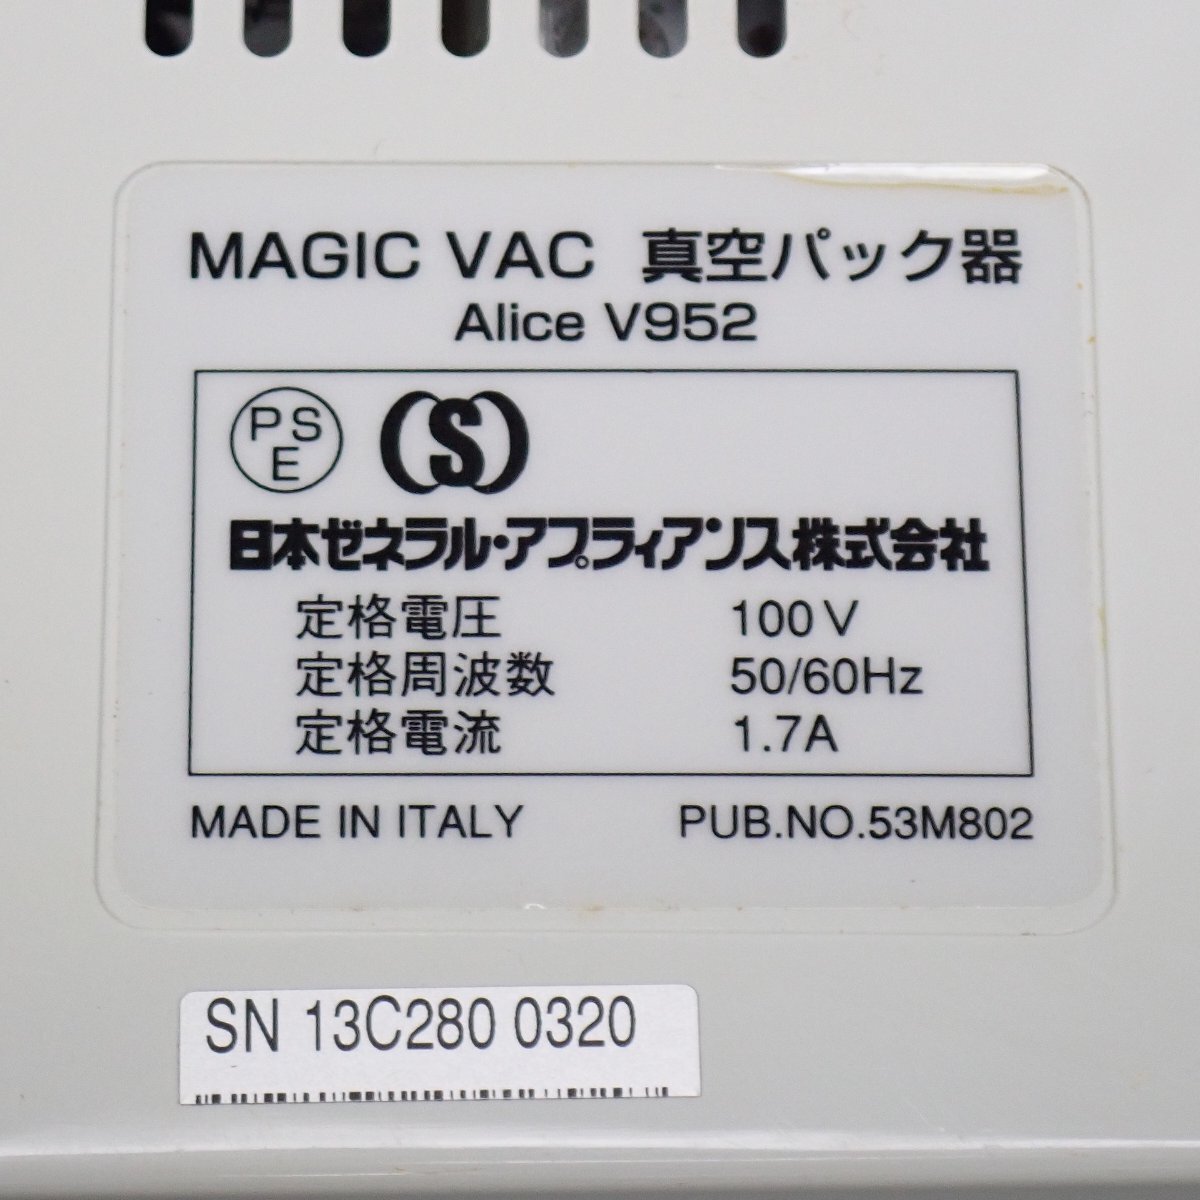 MAGIC VAC 真空パック器
Alice V952
PS
E
(S)
日本ゼネラル・アプライアンス株式会社
定格電圧 100V
定格周波数 50/60Hz
定格電流 1.7A
MADE IN ITALY PUB.NO.53M802
SN 13C280 0320